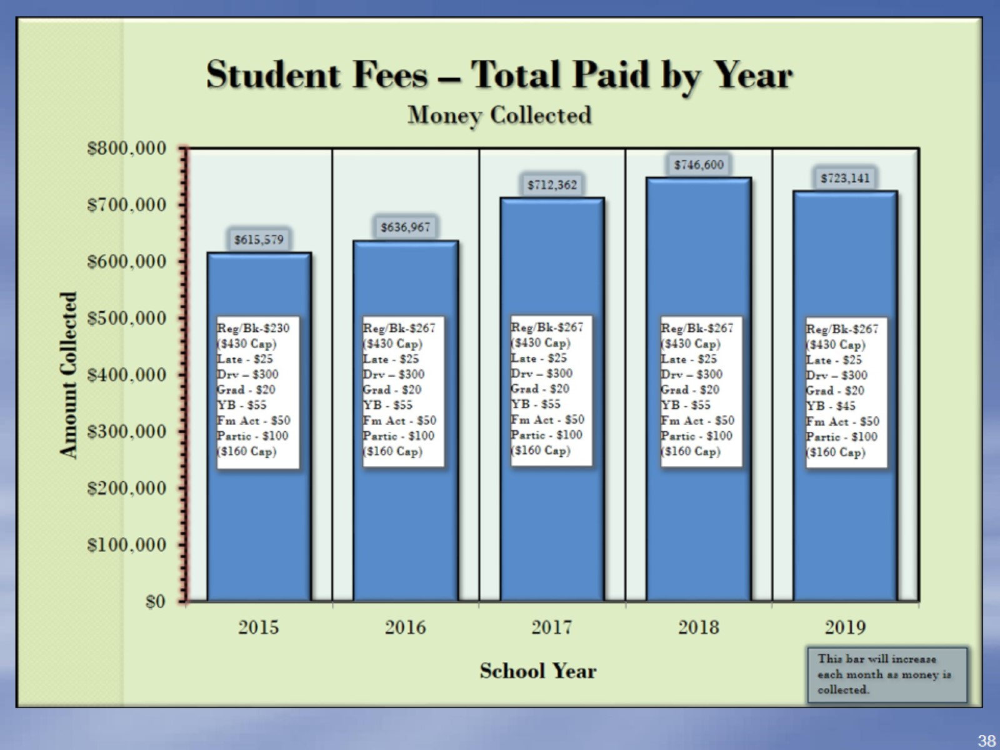 Student Fees – Total Paid by Year
Money Collected
Amount Collected
$800,000
$700,000
$600,000
$500,000
$400,000
$300,000
$200,000
$100,000
$0
$615,579
$636,967
$712,362
$746,600
$723,141
Reg/Bk-$230
($430 Cap)
Late - $25
Drv – $300
Grad - $20
YB - $55
Fm Act - $50
Partic - $100
($160 Cap)
Reg/Bk-$267
($430 Cap)
Late - $25
Drv – $300
Grad - $20
YB - $55
Fm Act - $50
Partic - $100
($160 Cap)
Reg/Bk-$267
($430 Cap)
Late - $25
Drv – $300
Grad - $20
YB - $55
Fm Act - $50
Partic - $100
($160 Cap)
Reg/Bk-$267
($430 Cap)
Late - $25
Drv – $300
Grad - $20
YB - $55
Fm Act - $50
Partic - $100
($160 Cap)
Reg/Bk-$267
($430 Cap)
Late - $25
Drv – $300
Grad - $20
YB - $45
Fm Act - $50
Partic - $100
($160 Cap)
2015
2016
2017
2018
2019
School Year
This bar will increase
each month as money is
collected.
38